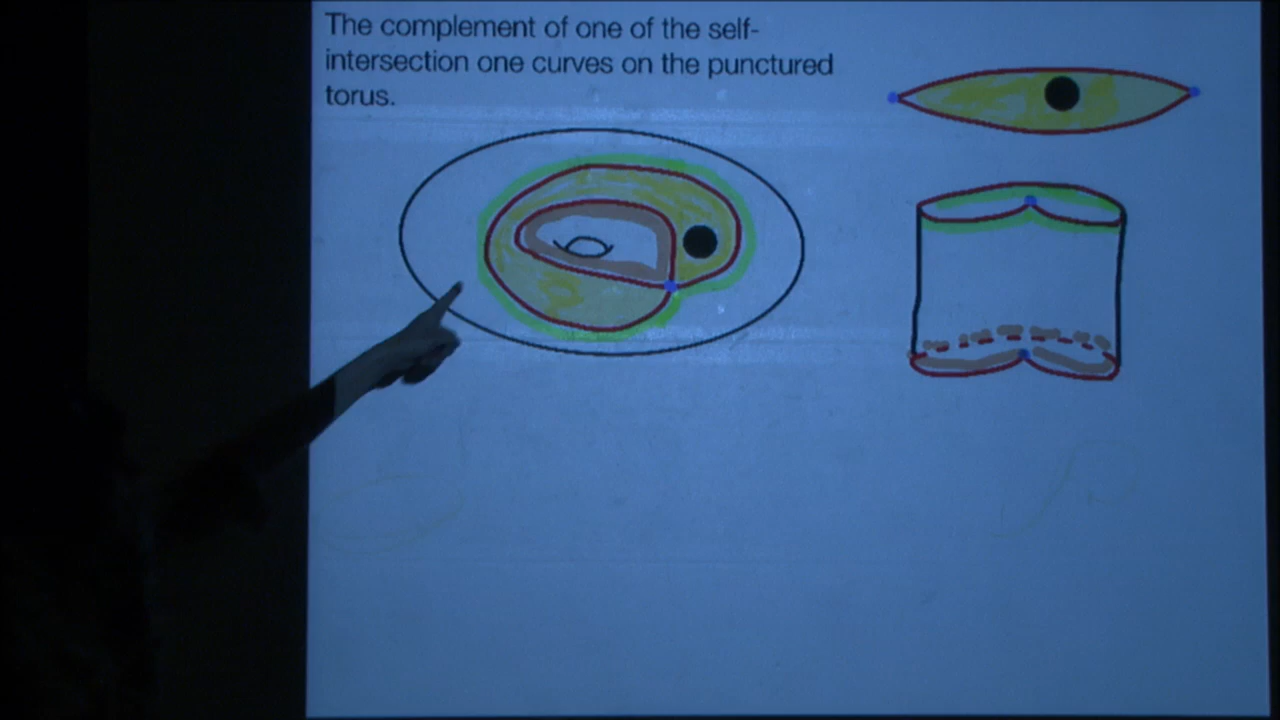 The complement of one of the self-
intersection one curves on the punctured
torus.